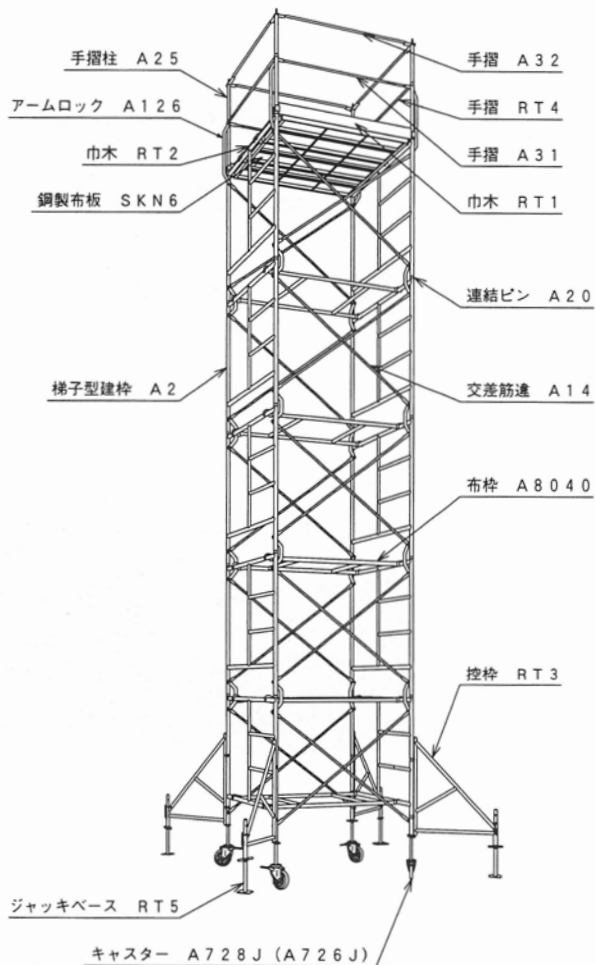 手摺柱 A25
手摺 A32
アームロック A126
手摺 RT4
巾木 RT2
手摺 A31
鋼製布板 SKN6
巾木 RT1
連結ピン A20
梯子型建枠 A2
交差筋違 A14
布枠 A8040
控枠 RT3
ジャッキベース RT5
キャスター A728J (A726J)